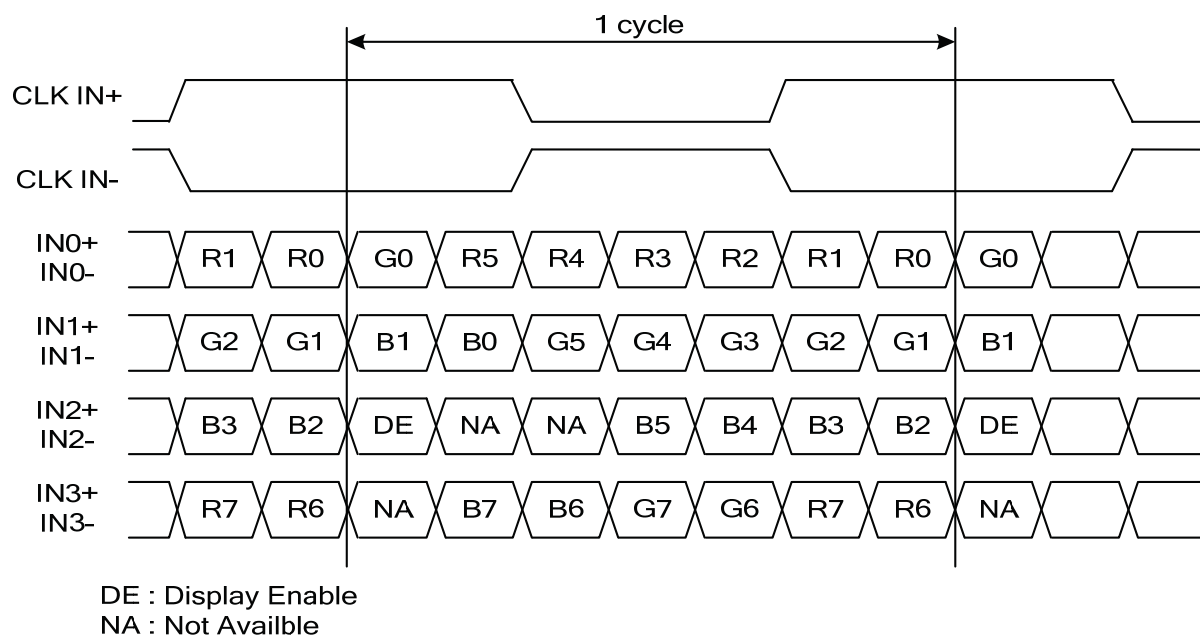 1 cycle
CLK IN+
CLK IN-
IN0+
IN0-
R1 R0 G0 R5 R4 R3 R2 R1 R0 G0
IN1+
IN1-
G2 G1 B1 B0 G5 G4 G3 G2 G1 B1
IN2+
IN2-
B3 B2 DE NA NA B5 B4 B3 B2 DE
IN3+
IN3-
R7 R6 NA B7 B6 G7 G6 R7 R6 NA
DE : Display Enable
NA : Not Availble